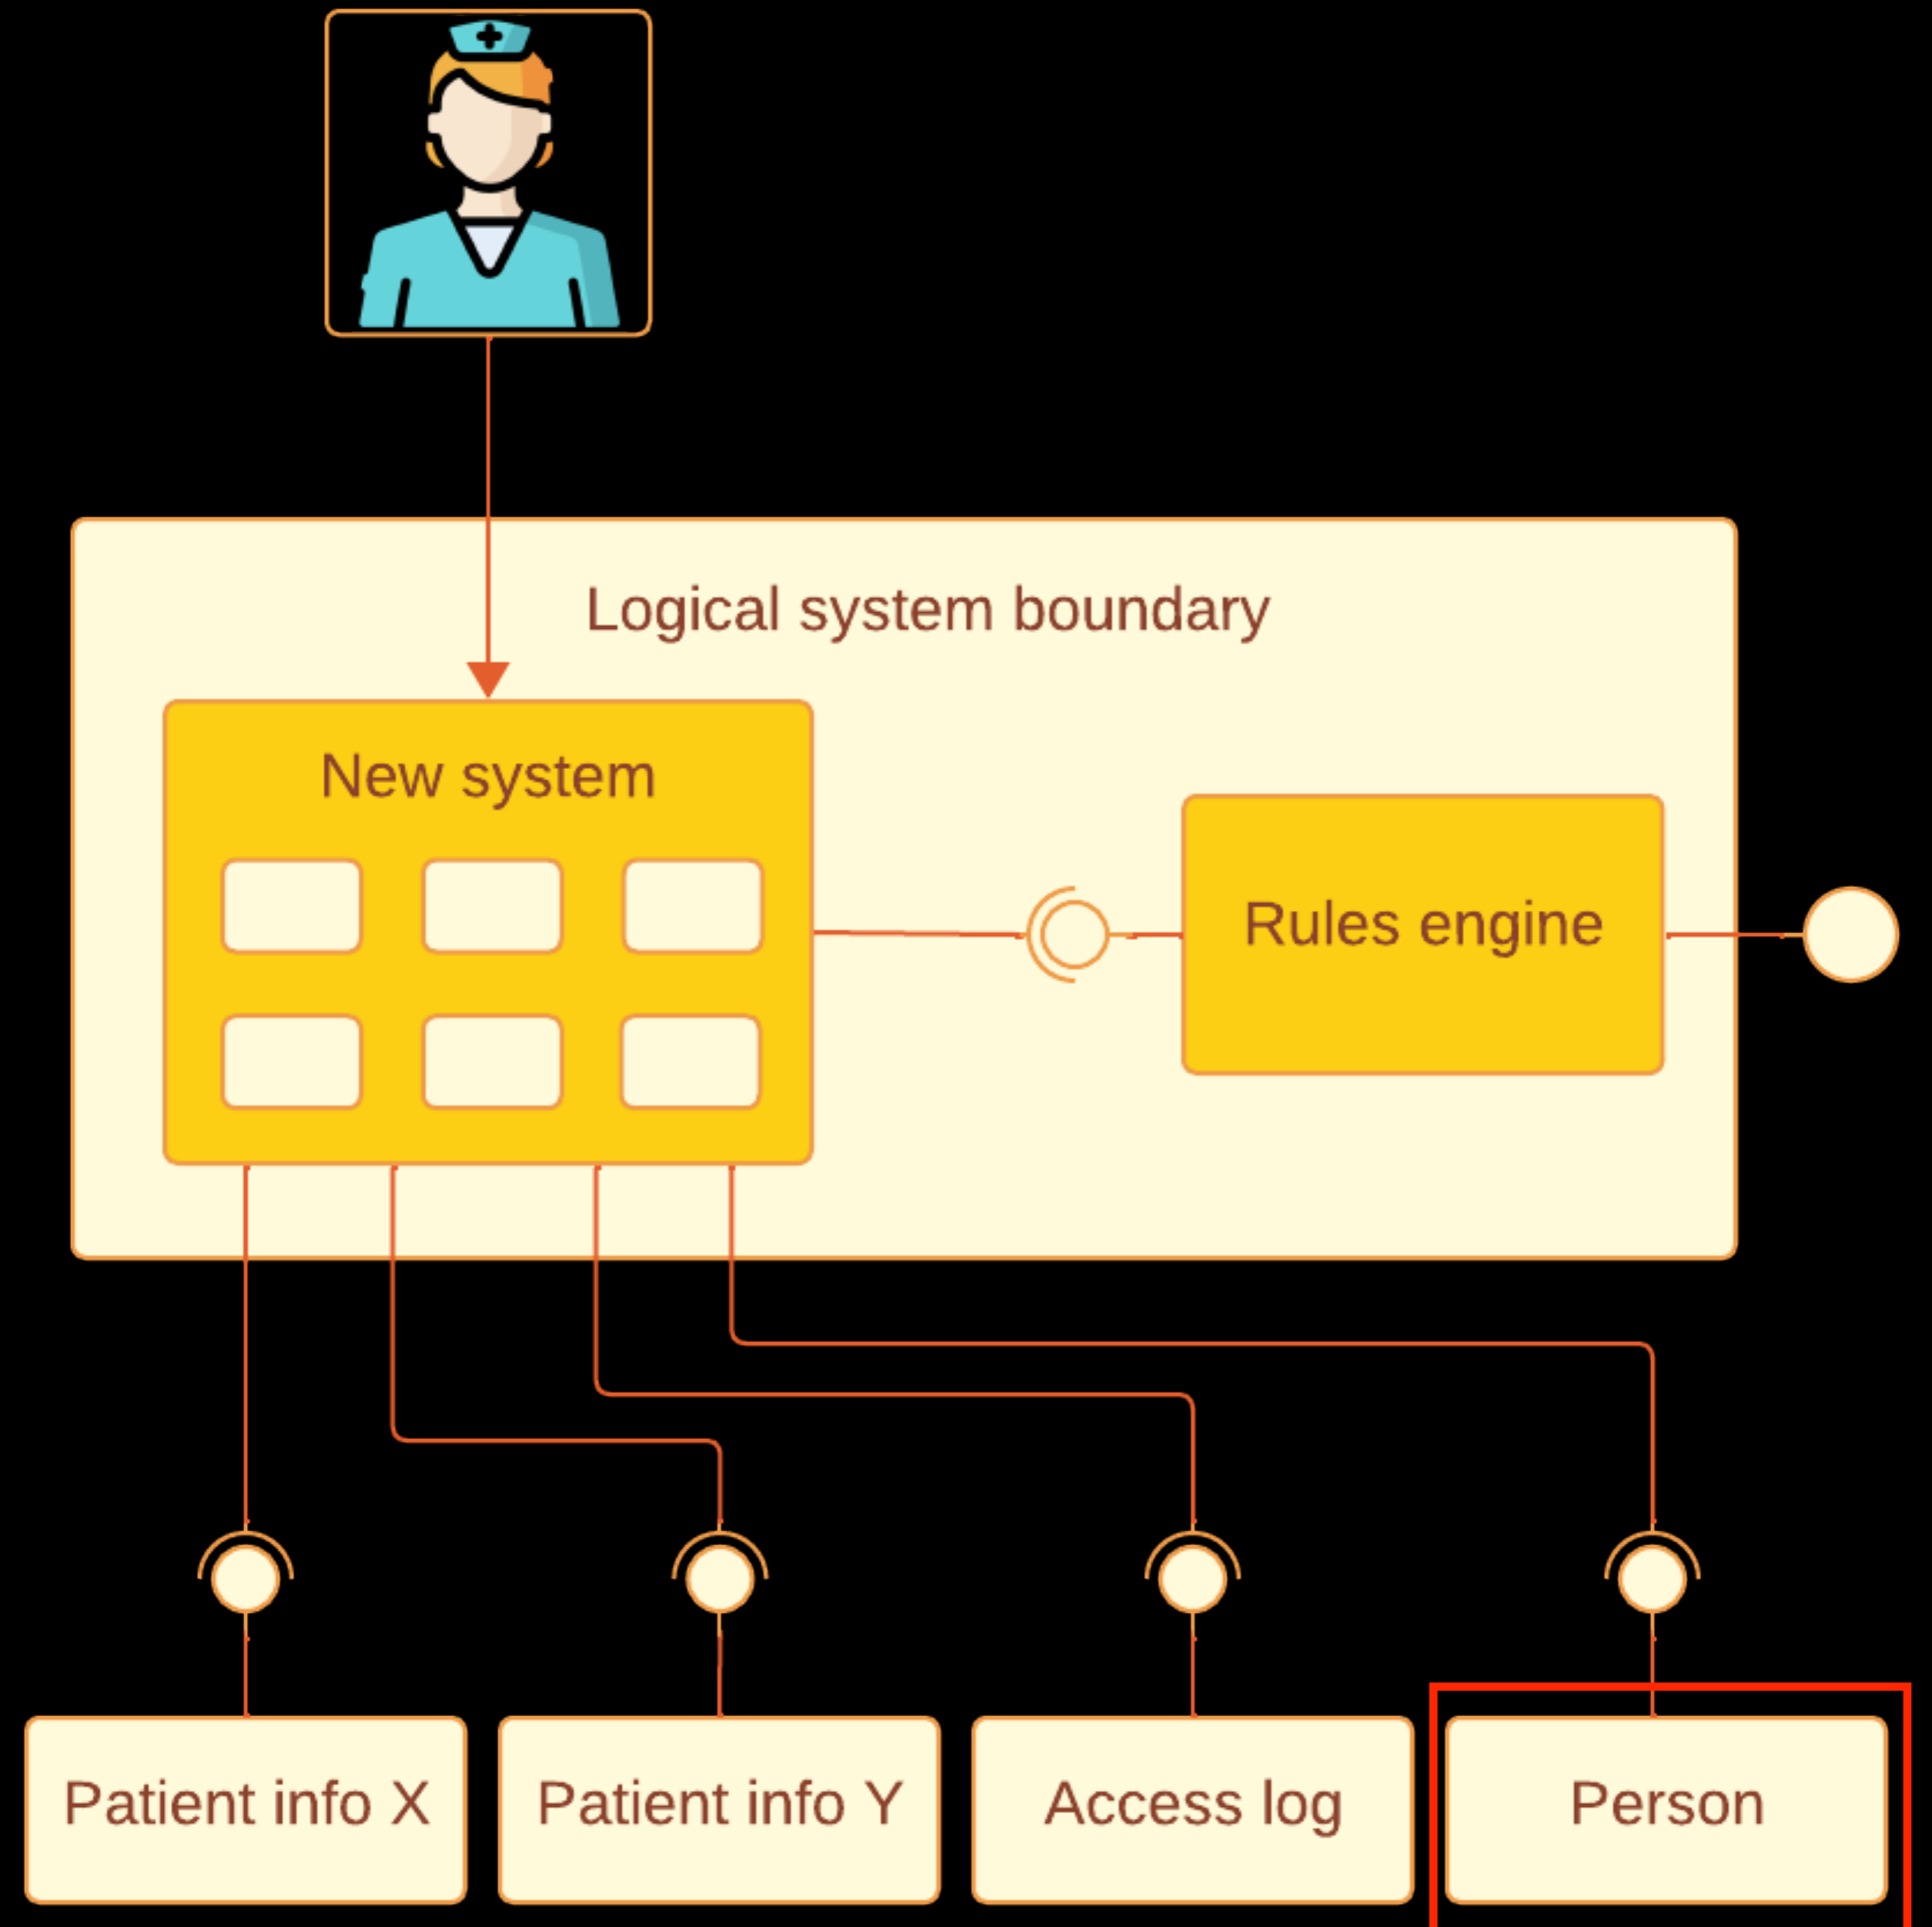 Logical system boundary
New system
Rules engine
Patient info X
Patient info Y
Access log
Person